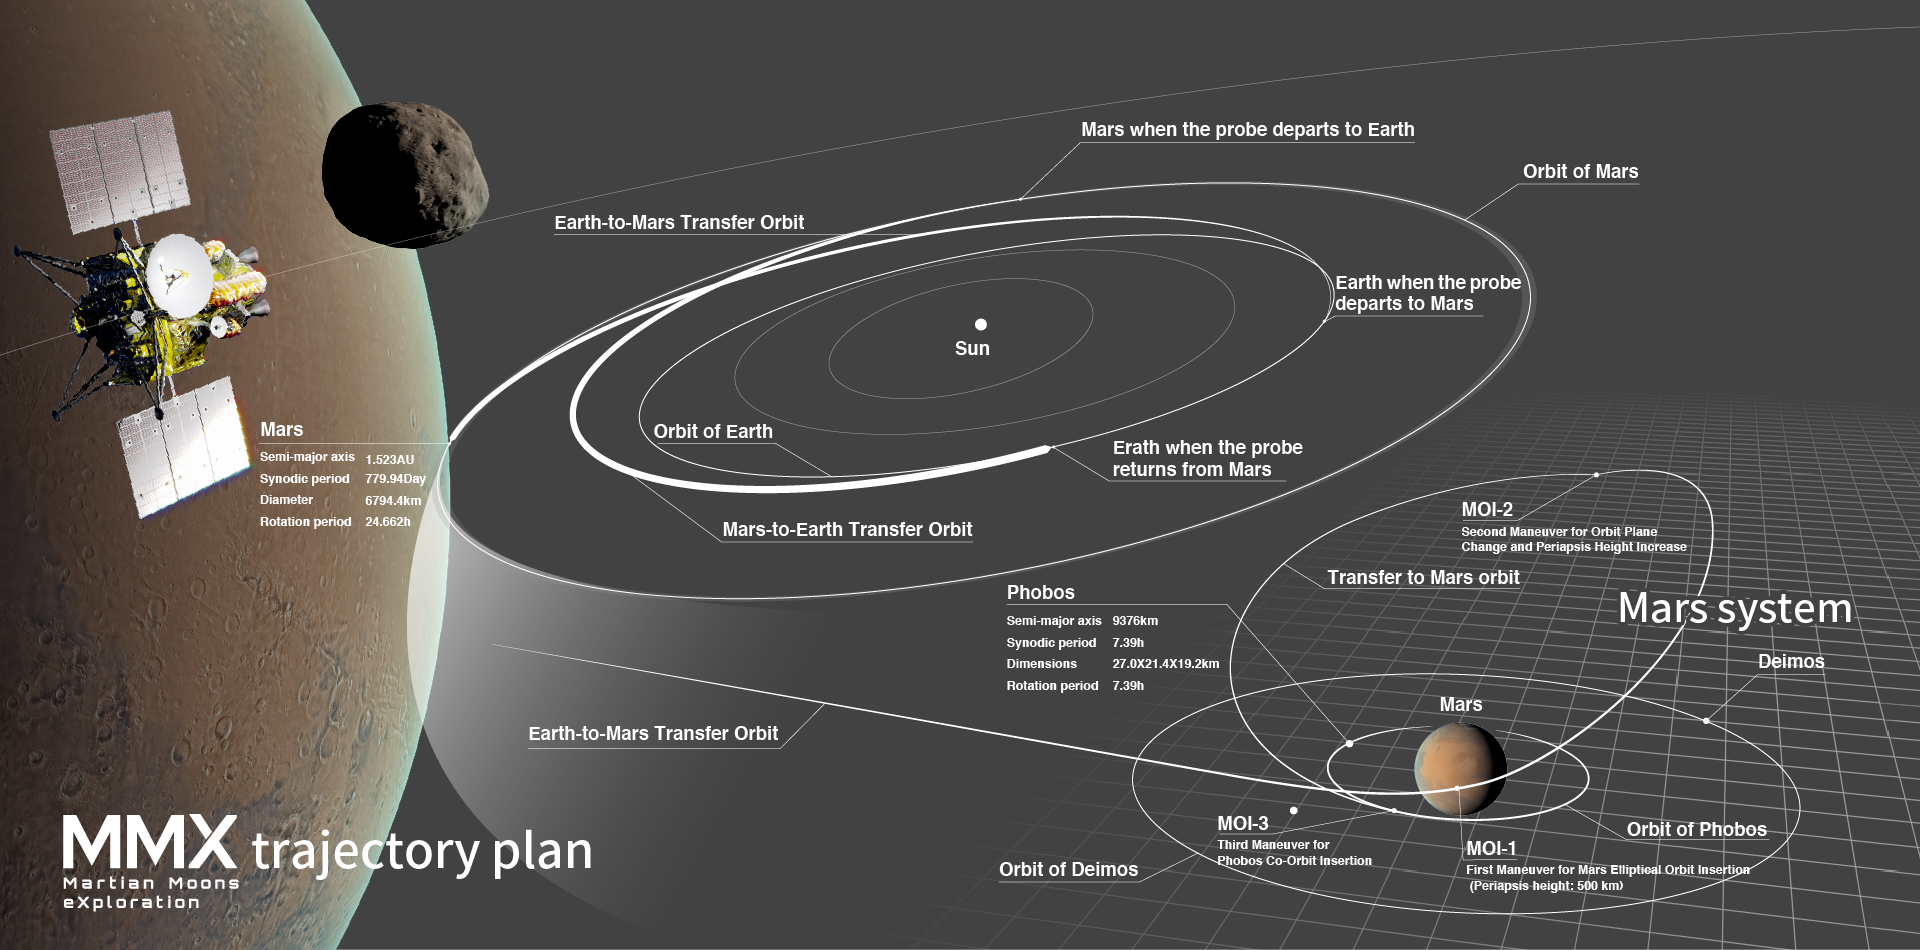 Mars when the probe departs to Earth
Orbit of Mars
Earth-to-Mars Transfer Orbit
Earth when the probe
departs to Mars
Sun
Mars
Semi-major axis 1.523AU
Synodic period 779.94Day
Diameter 6794.4km
Rotation period 24.662h
Orbit of Earth
Erath when the probe
returns from Mars
Mars-to-Earth Transfer Orbit
MOI-2
Second Maneuver for Orbit Plane
Change and Periapsis Height Increase
Transfer to Mars orbit
Mars system
Phobos
Semi-major axis 9376km
Synodic period 7.39h
Dimensions 27.0X21.4X19.2km
Rotation period 7.39h
Deimos
Mars
Earth-to-Mars Transfer Orbit
MOI-3
Third Maneuver for
Phobos Co-Orbit Insertion
Orbit of Phobos
MOI-1
First Maneuver for Mars Elliptical Orbit Insertion
(Periapsis height: 500 km)
Orbit of Deimos
MMX trajectory plan
Martian Moons
eXploration